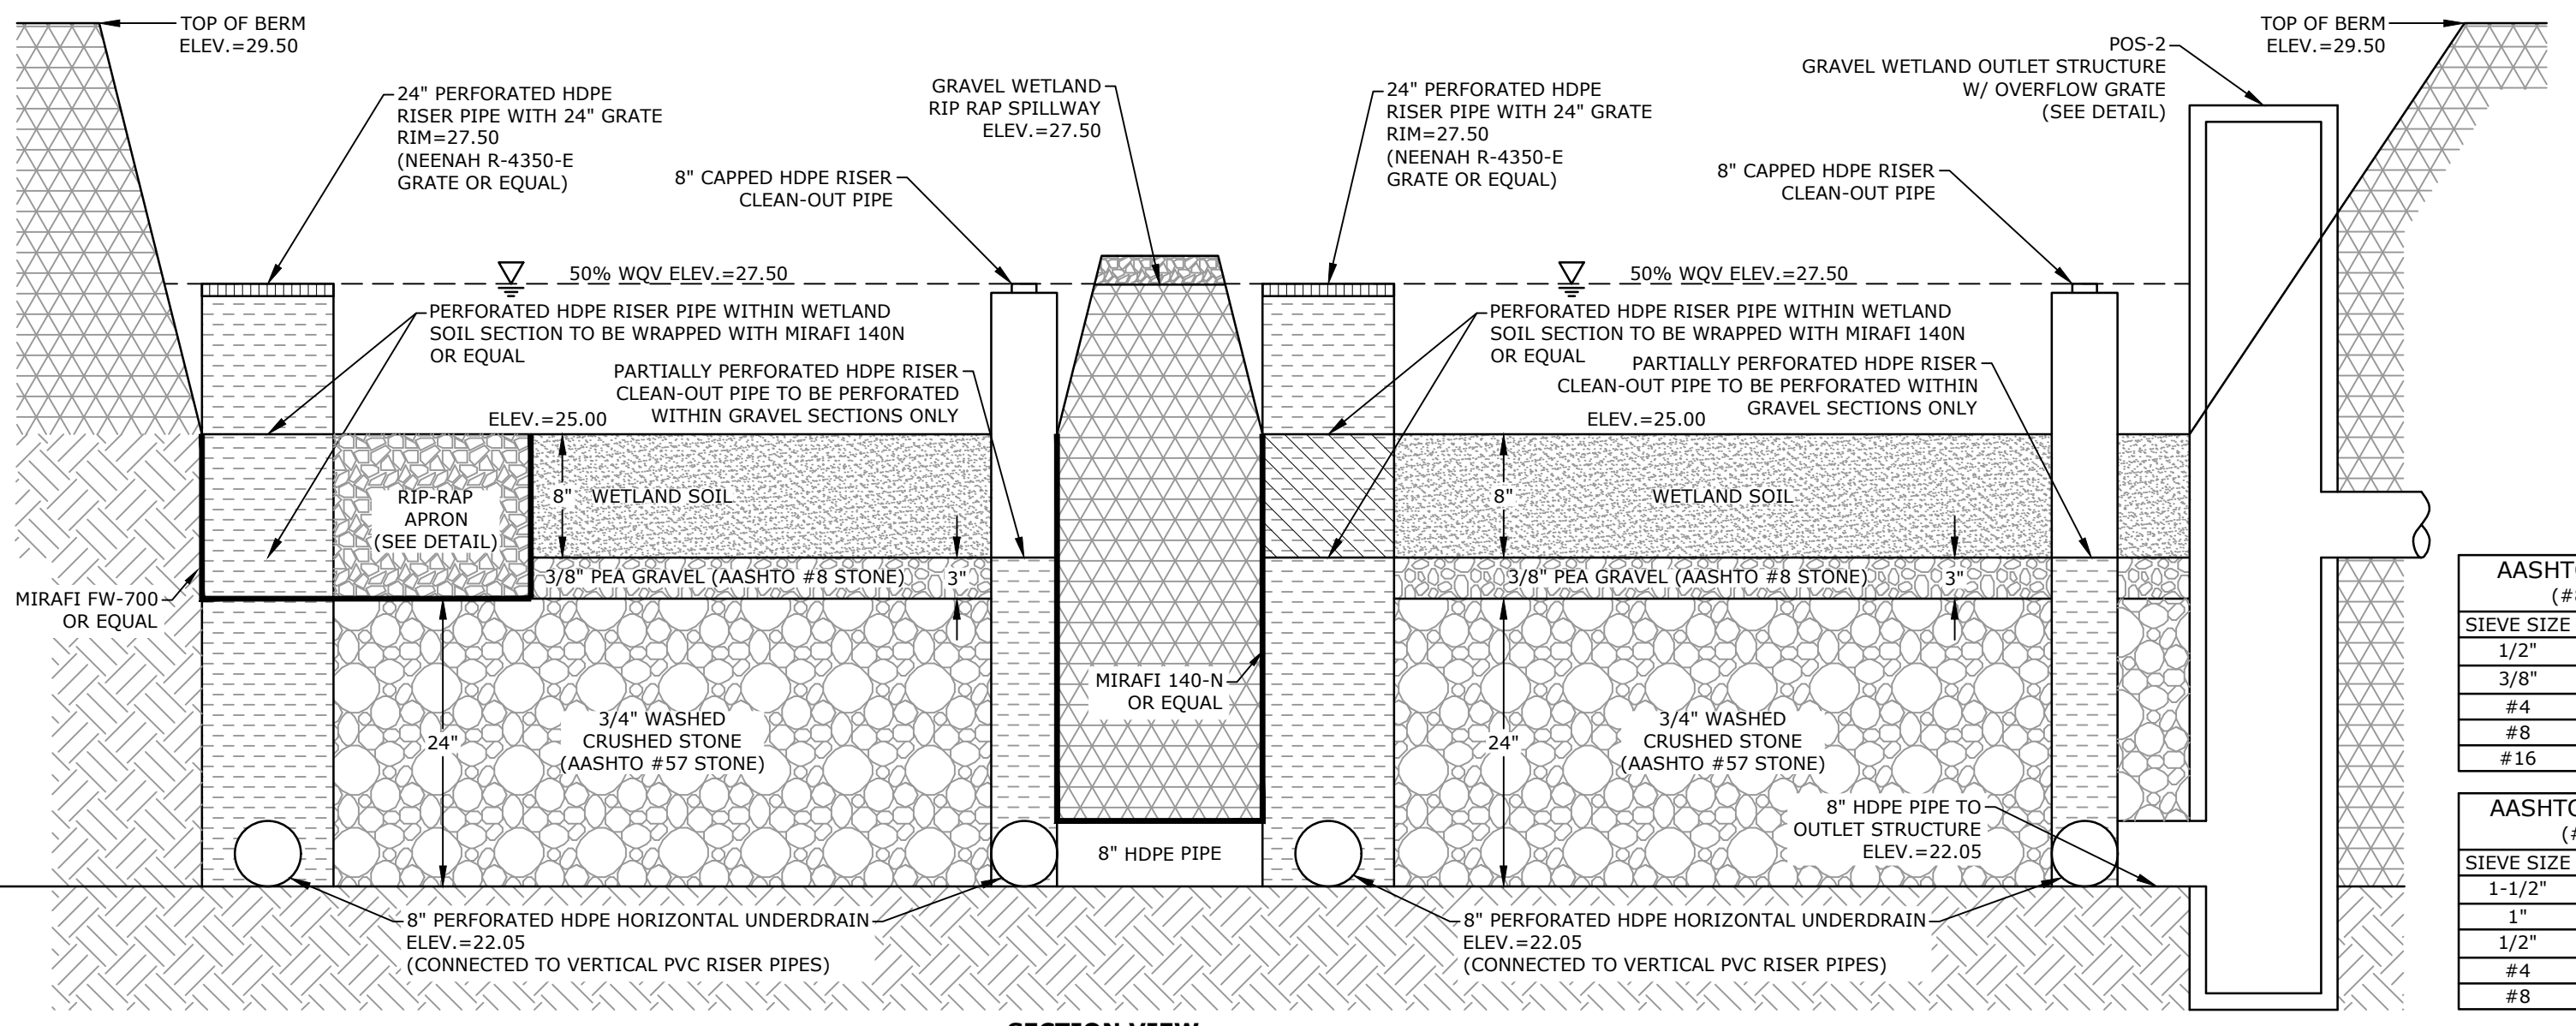 TOP OF BERM
ELEV.=29.50
24" PERFORATED HDPE
RISER PIPE WITH 24" GRATE
RIM=27.50
(NEENAH R-4350-E
GRATE OR EQUAL)
GRAVEL WETLAND
RIP RAP SPILLWAY
ELEV.=27.50
8" CAPPED HDPE RISER
CLEAN-OUT PIPE
24" PERFORATED HDPE
RISER PIPE WITH 24" GRATE
RIM=27.50
(NEENAH R-4350-E
GRATE OR EQUAL)
POS-2
GRAVEL WETLAND OUTLET STRUCTURE
W/ OVERFLOW GRATE
(SEE DETAIL)
TOP OF BERM
ELEV.=29.50
8" CAPPED HDPE RISER
CLEAN-OUT PIPE
50% WQV ELEV.=27.50
50% WQV ELEV.=27.50
PERFORATED HDPE RISER PIPE WITHIN WETLAND
SOIL SECTION TO BE WRAPPED WITH MIRAFI 140N
OR EQUAL
PARTIALLY PERFORATED HDPE RISER
CLEAN-OUT PIPE TO BE PERFORATED
WITHIN GRAVEL SECTIONS ONLY
ELEV.=25.00
PERFORATED HDPE RISER PIPE WITHIN WETLAND
SOIL SECTION TO BE WRAPPED WITH MIRAFI 140N
OR EQUAL
PARTIALLY PERFORATED HDPE RISER
CLEAN-OUT PIPE TO BE PERFORATED WITHIN
GRAVEL SECTIONS ONLY
ELEV.=25.00
RIP-RAP
APRON
(SEE DETAIL)
8"
WETLAND SOIL
8"
WETLAND SOIL
3/8" PEA GRAVEL (AASHTO #8 STONE)
3"
3/8" PEA GRAVEL (AASHTO #8 STONE)
3"
MIRAFI FW-700
OR EQUAL
MIRAFI 140-N
OR EQUAL
24"
3/4" WASHED
CRUSHED STONE
(AASHTO #57 STONE)
24"
3/4" WASHED
CRUSHED STONE
(AASHTO #57 STONE)
8" HDPE PIPE
8" HDPE PIPE TO
OUTLET STRUCTURE
ELEV.=22.05
8" PERFORATED HDPE HORIZONTAL UNDERDRAIN
ELEV.=22.05
(CONNECTED TO VERTICAL PVC RISER PIPES)
8" PERFORATED HDPE HORIZONTAL UNDERDRAIN
ELEV.=22.05
(CONNECTED TO VERTICAL PVC RISER PIPES)
SIEVE SIZE
1/2"
3/8"
#4
#8
#16
SIEVE SIZE
1-1/2"
1"
1/2"
#4
#8
SECTION VIEW